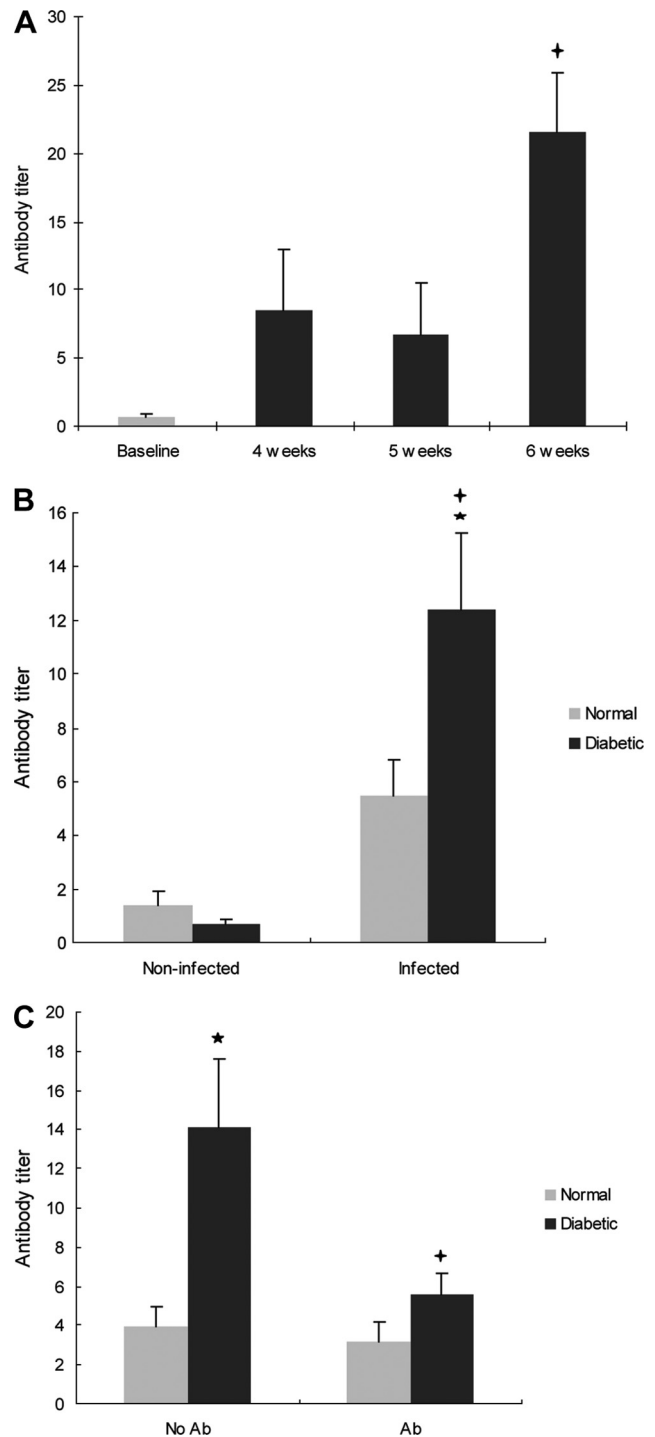 A
30
25
20
15
10
5
0
Antibody titer
Baseline
4 weeks
5 weeks
6 weeks
B
16
14
12
10
8
6
4
2
0
Antibody titer
Normal
Diabetic
Non-infected
Infected
C
20
18
16
14
12
10
8
6
4
2
0
Antibody titer
Normal
Diabetic
No Ab
Ab